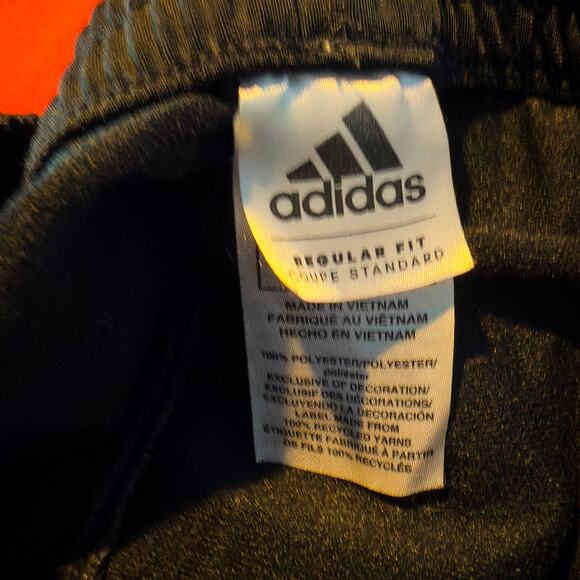 adidas
REGULAR FIT
COUPE STANDARD
MADE IN VIETNAM
FABRIQUÉ AU VIÊTNAM
HECHO EN VIETNAM
100% POLYESTER/POLYESTER/
poliéster
EXCLUSIVE OF DECORATION/
EXCLUSIF DES DÉCORATIONS/
EXCLUYENDO LA DECORACIÓN
LABEL MADE FROM
100% RECYCLED YARNS
ÉTIQUETTE FABRIQUÉ À PARTIR
DE FILS 100% RECYCLÉS